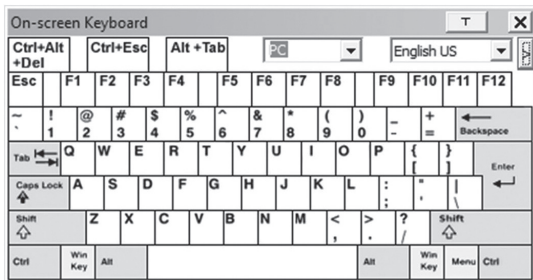 On-screen Keyboard T X
Ctrl+Alt Ctrl+Esc Alt +Tab PC English US >
+Del
Esc F1 F2 F3 F4 F5 F6 F7 F8 F9 F10 F11 F12
~ ! @ # $ % ^ & * ( ) _ +
` 1 2 3 4 5 6 7 8 9 0 - = Backspace
Tab Q W E R T Y U I O P { }
[ ] Enter
Caps Lock A S D F G H J K L : " |
; ' \
Shift Z X C V B N M < > ? Shift
, . /
Ctrl Win Alt Alt Win Menu Ctrl
Key Key